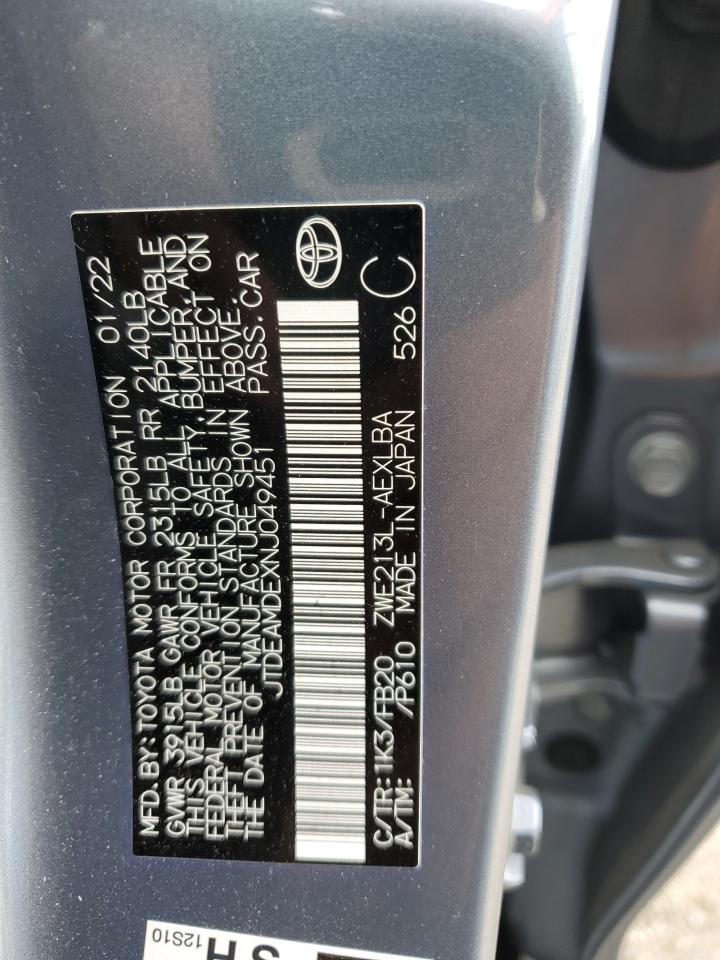 MFD. BY: TOYOTA MOTOR CORPORATION 01/22
GVWR 3915LB GAWR FR 2315LB RR 2140LB
THIS VEHICLE CONFORMS TO ALL APPLICABLE
FEDERAL MOTOR VEHICLE SAFETY, BUMPER, AND
THEFT PREVENTION STANDARDS IN EFFECT ON
THE DATE OF MANUFACTURE SHOWN ABOVE.
JTDEAMDEXNJ049451 PASS. CAR
C/TR: 1K3/FB20 ZWE213L-AEXLBA 526
A/TM: /P610 MADE IN JAPAN C
12S10